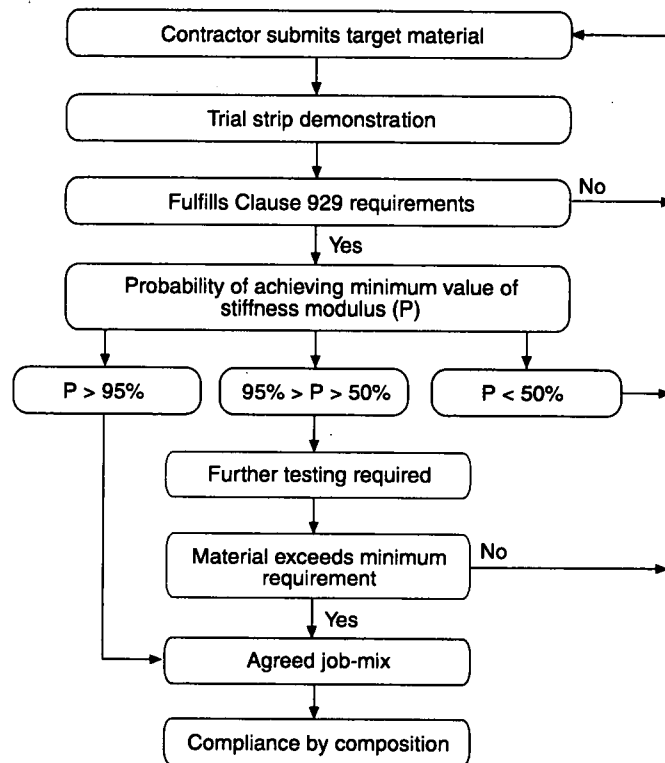 Contractor submits target material
Trial strip demonstration
Fulfills Clause 929 requirements
No
Yes
Probability of achieving minimum value of
stiffness modulus (P)
P > 95%
95% > P > 50%
P < 50%
Further testing required
Material exceeds minimum
requirement
No
Yes
Agreed job-mix
Compliance by composition